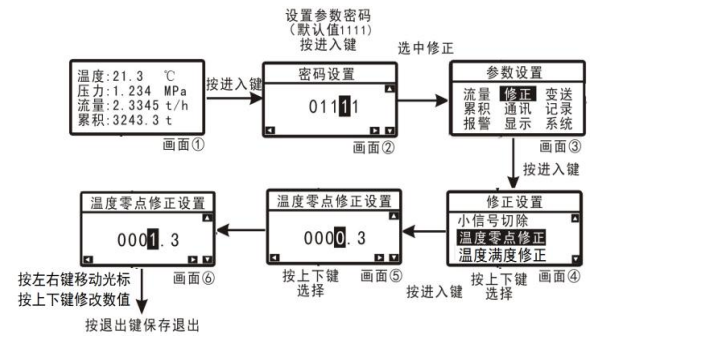 设置参数密码
(默认值1111)
按进入键
选中修正
温度:21.3 ℃
压力:1.234 MPa
流量:2.3345 t/h
累积:3243.3 t
画面①
按进入键
密码设置
01111
画面②
参数设置
流量 修正 变送
累积 通讯 记录
报警 显示 系统
画面③
按进入键
修正设置
小信号切除
温度零点修正
温度满度修正
画面④
按上下键
选择
按进入键
温度零点修正设置
0000.3
画面⑤
按上下键
选择
温度零点修正设置
0001.3
画面⑥
按左右键移动光标
按上下键修改数值
按退出键保存退出